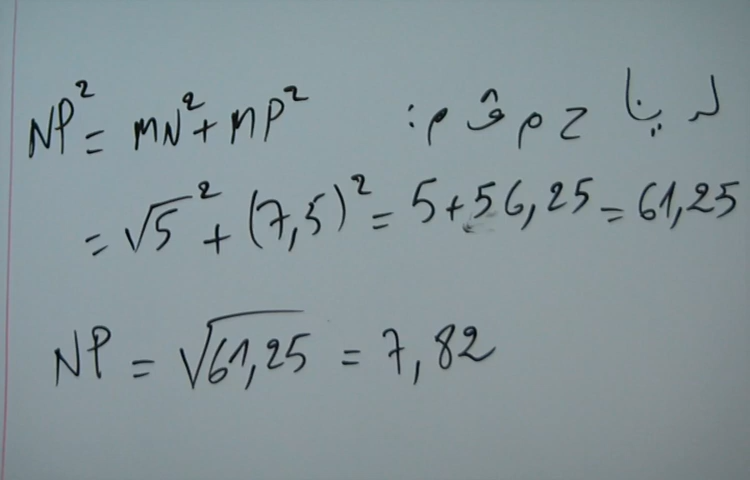 لدينا ح م ق م :
NP² = MN² + MP²
= √5² + (7,5)² = 5 + 56,25 = 61,25
NP = √61,25 = 7,82